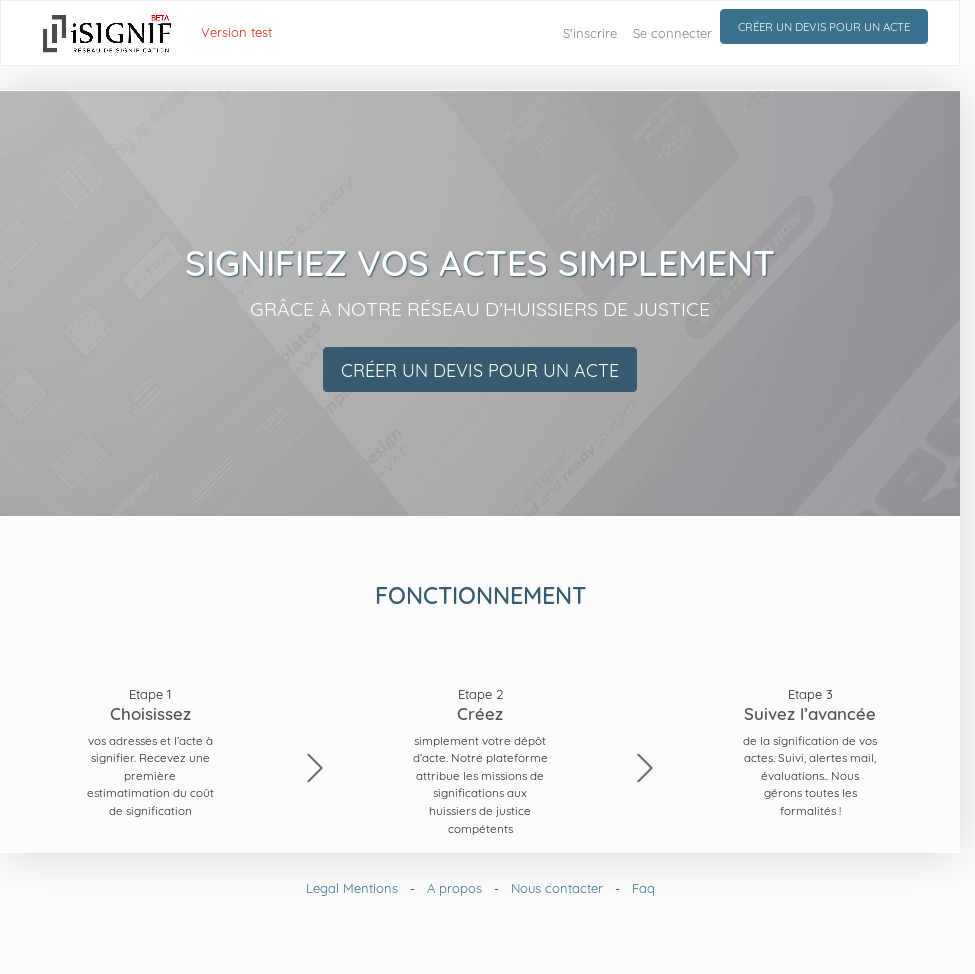 BETA
iSIGNIF
RÉSEAU DE SIGNIFICATION
Version test
S'inscrire
Se connecter
CRÉER UN DEVIS POUR UN ACTE
SIGNIFIEZ VOS ACTES SIMPLEMENT
GRÂCE À NOTRE RÉSEAU D'HUISSIERS DE JUSTICE
CRÉER UN DEVIS POUR UN ACTE
FONCTIONNEMENT
Etape 1
Choisissez
vos adresses et l'acte à
signifier. Recevez une
première
estimatimation du coût
de signification
Etape 2
Créez
simplement votre dépôt
d'acte. Notre plateforme
attribue les missions de
significations aux
huissiers de justice
compétents
Etape 3
Suivez l'avancée
de la signification de vos
actes. Suivi, alertes mail,
évaluations.. Nous
gérons toutes les
formalités !
Legal Mentions - A propos - Nous contacter - Faq